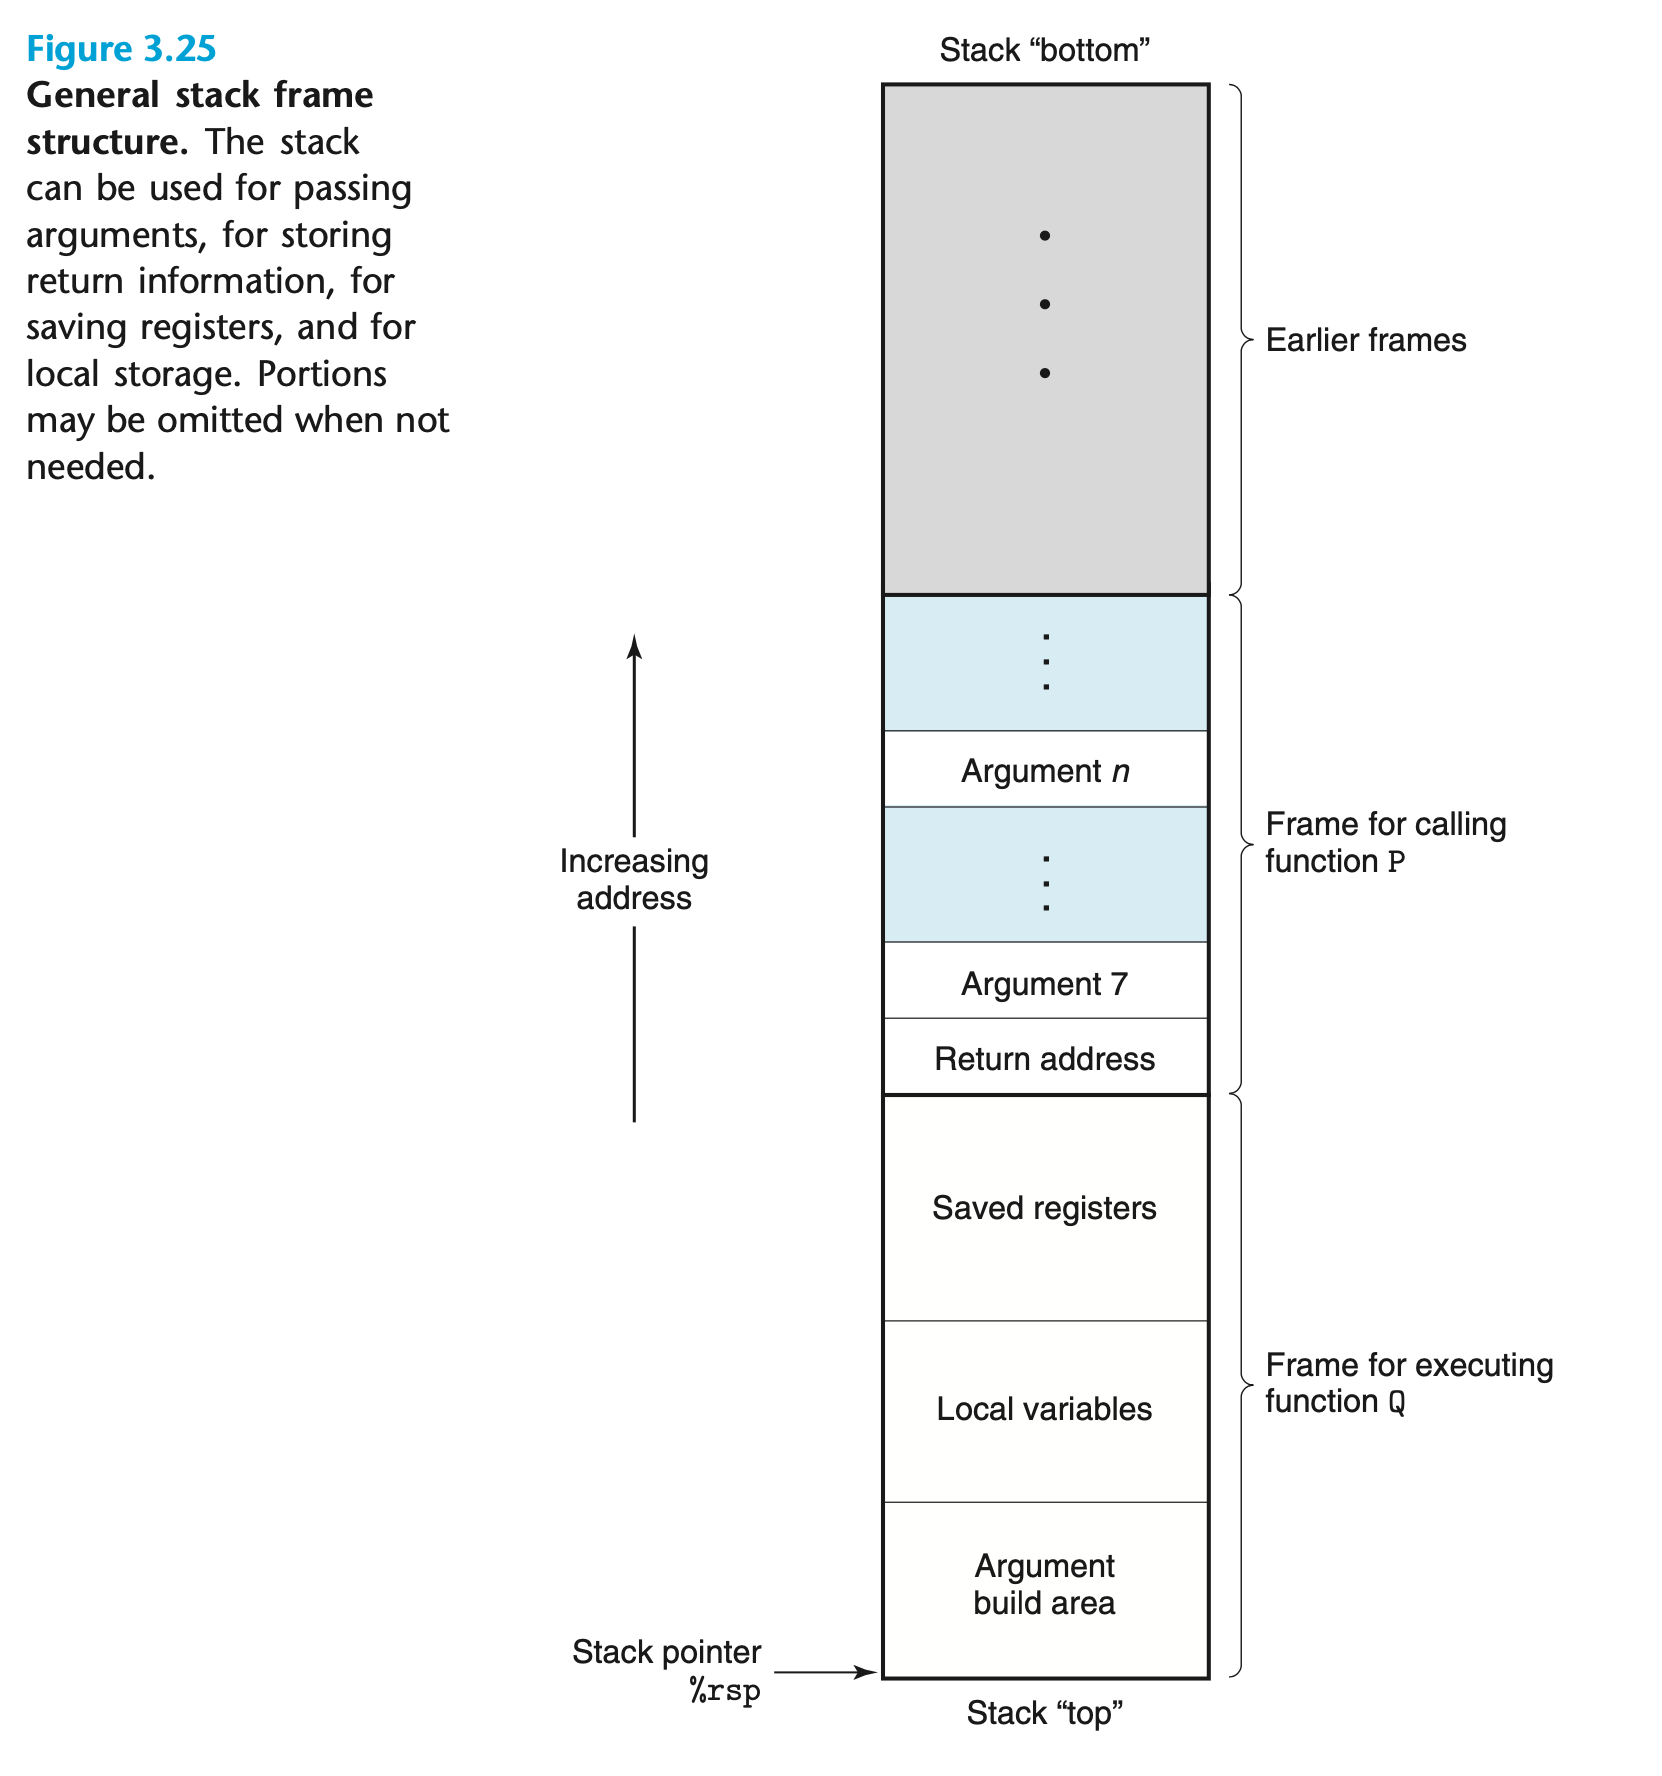 Figure 3.25
General stack frame
structure. The stack
can be used for passing
arguments, for storing
return information, for
saving registers, and for
local storage. Portions
may be omitted when not
needed.
Stack “bottom”
Earlier frames
Argument n
Frame for calling
function P
Increasing
address
Argument 7
Return address
Saved registers
Frame for executing
function Q
Local variables
Argument
build area
Stack pointer
%rsp
Stack “top”